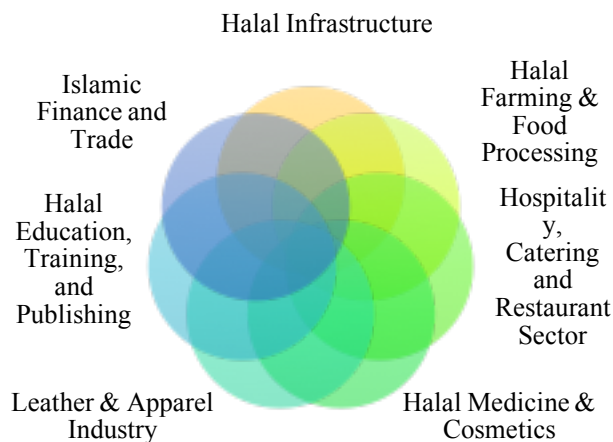 Halal Infrastructure
Halal
Farming &
Food
Processing
Hospitalit
y,
Catering
and
Restaurant
Sector
Halal Medicine &
Cosmetics
Leather & Apparel
Industry
Halal
Education,
Training,
and
Publishing
Islamic
Finance and
Trade